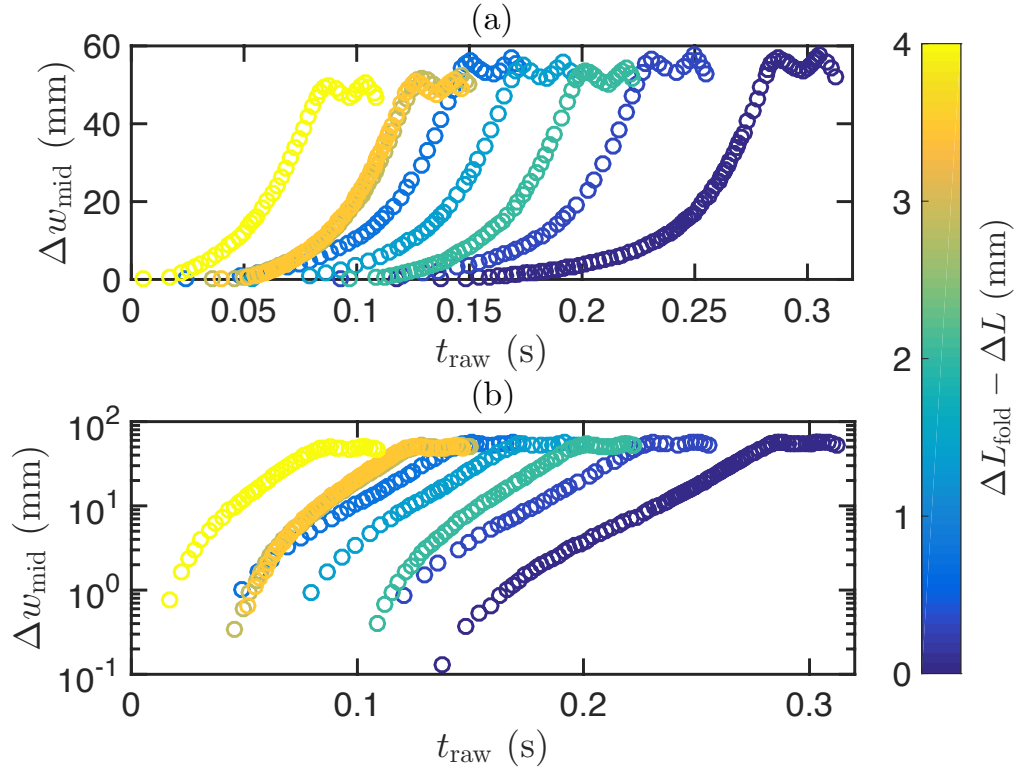 (a)
60
40
20
0
Δw_mid (mm)
0 0.05 0.1 0.15 0.2 0.25 0.3
t_raw (s)
(b)
10^2
10^1
10^0
10^-1
Δw_mid (mm)
0 0.1 0.2 0.3
t_raw (s)
4
3
2
1
0
ΔL_fold − ΔL (mm)